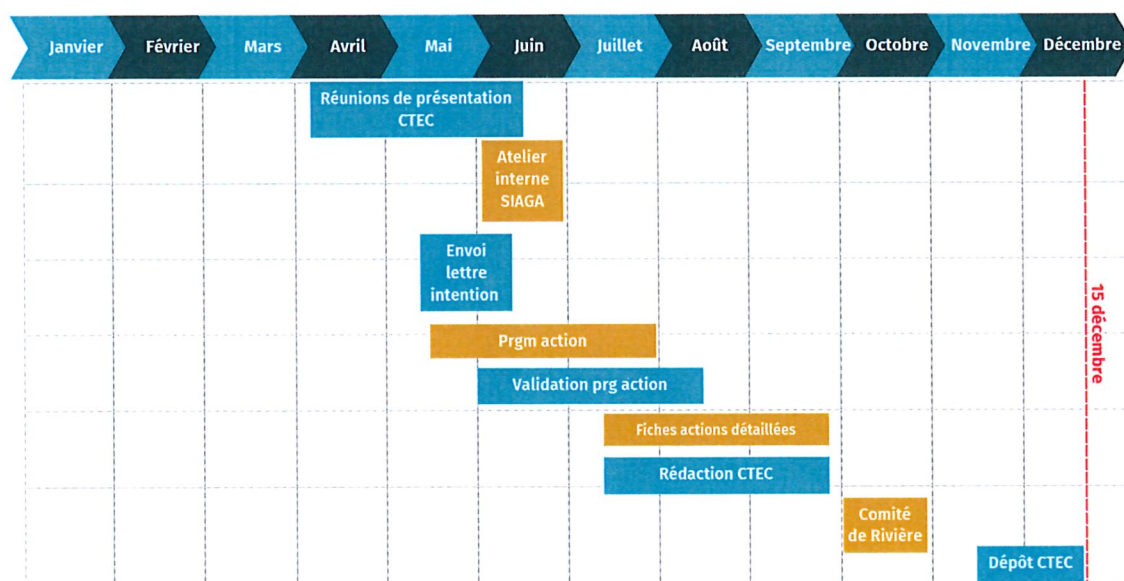 Janvier Février Mars Avril Mai Juin Juillet Août Septembre Octobre Novembre Décembre
Réunions de présentation
CTEC
Atelier
interne
SIAGA
Envoi
lettre
intention
15 décembre
Prgm action
Validation prg action
Fiches actions détaillées
Rédaction CTEC
Comité
de Rivière
Dépôt CTEC